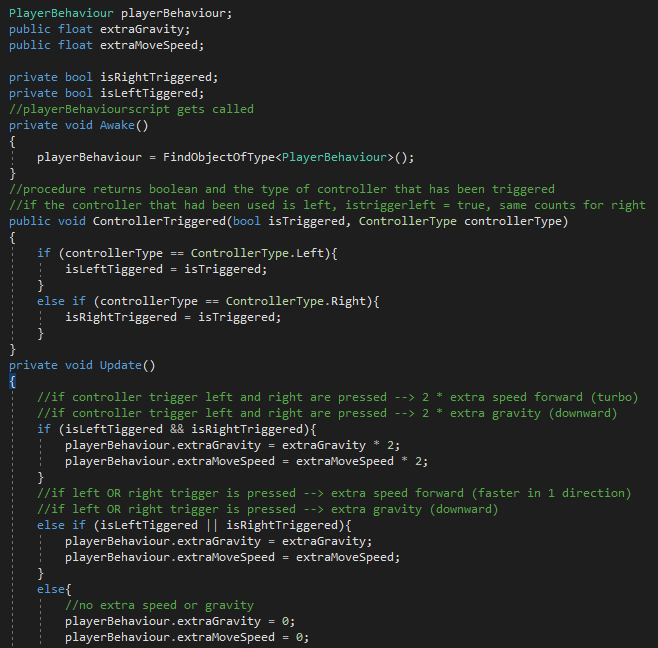 PlayerBehaviour playerBehaviour;
public float extraGravity;
public float extraMoveSpeed;
private bool isRightTriggered;
private bool isLeftTiggered;
//playerBehaviourscript gets called
private void Awake()
{
playerBehaviour = FindObjectOfType<PlayerBehaviour>();
}
//procedure returns boolean and the type of controller that has been triggered
//if the controller that had been used is left, istriggerleft = true, same counts for right
public void ControllerTriggered(bool isTriggered, ControllerType controllerType)
{
if (controllerType == ControllerType.Left){
isLeftTiggered = isTriggered;
}
else if (controllerType == ControllerType.Right){
isRightTriggered = isTriggered;
}
}
private void Update()
{
//if controller trigger left and right are pressed --> 2 * extra speed forward (turbo)
//if controller trigger left and right are pressed --> 2 * extra gravity (downward)
if (isLeftTiggered && isRightTriggered){
playerBehaviour.extraGravity = extraGravity * 2;
playerBehaviour.extraMoveSpeed = extraMoveSpeed * 2;
}
//if left OR right trigger is pressed --> extra speed forward (faster in 1 direction)
//if left OR right trigger is pressed --> extra gravity (downward)
else if (isLeftTiggered || isRightTriggered){
playerBehaviour.extraGravity = extraGravity;
playerBehaviour.extraMoveSpeed = extraMoveSpeed;
}
else{
//no extra speed or gravity
playerBehaviour.extraGravity = 0;
playerBehaviour.extraMoveSpeed = 0;